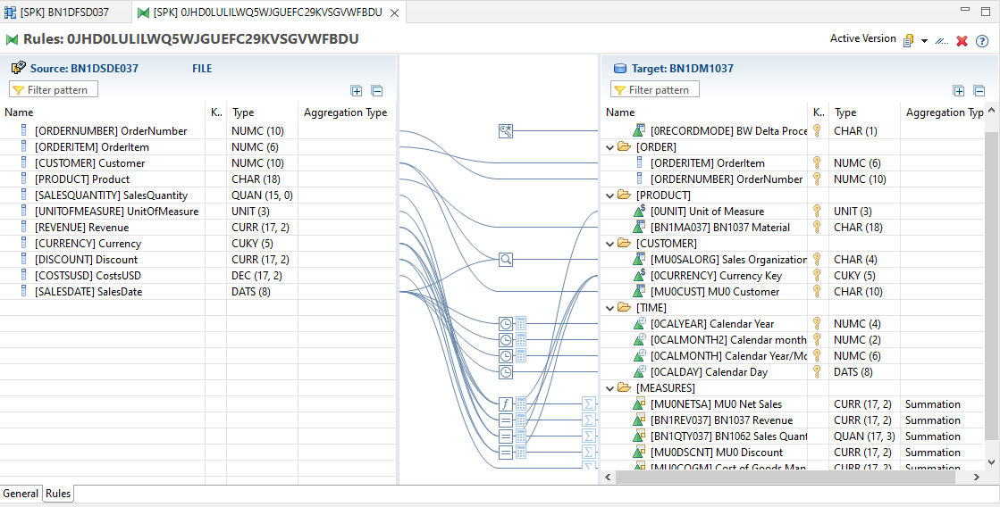 [SPK] BN1DFSD037 [SPK] 0JHD0LULILWQ5WJGUEFC29KVSGVWFBDU
Rules: 0JHD0LULILWQ5WJGUEFC29KVSGVWFBDU Active Version
Source: BN1DSDE037 FILE
Filter pattern
Name K.. Type Aggregation Type
[ORDERNUMBER] OrderNumber NUMC (10)
[ORDERITEM] OrderItem NUMC (6)
[CUSTOMER] Customer NUMC (10)
[PRODUCT] Product CHAR (18)
[SALESQUANTITY] SalesQuantity QUAN (15, 0)
[UNITOFMEASURE] UnitOfMeasure UNIT (3)
[REVENUE] Revenue CURR (17, 2)
[CURRENCY] Currency CUKY (5)
[DISCOUNT] Discount CURR (17, 2)
[COSTSUSD] CostsUSD DEC (17, 2)
[SALESDATE] SalesDate DATS (8)
Target: BN1DM1037
Filter pattern
Name K.. Type Aggregation Typ
[0RECORDMODE] BW Delta Proce CHAR (1)
[ORDER]
[ORDERITEM] OrderItem NUMC (6)
[ORDERNUMBER] OrderNumber NUMC (10)
[PRODUCT]
[0UNIT] Unit of Measure UNIT (3)
[BN1MA037] BN1037 Material CHAR (18)
[CUSTOMER]
[MU0SALORG] Sales Organization CHAR (4)
[0CURRENCY] Currency Key CUKY (5)
[MU0CUST] MU0 Customer CHAR (10)
[TIME]
[0CALYEAR] Calendar Year NUMC (4)
[0CALMONTH2] Calendar month NUMC (2)
[0CALMONTH] Calendar Year/Mo NUMC (6)
[0CALDAY] Calendar Day DATS (8)
[MEASURES]
[MU0NETSA] MU0 Net Sales CURR (17, 2) Summation
[BN1REV037] BN1037 Revenue CURR (17, 2) Summation
[BN1QTY037] BN1062 Sales Quant QUAN (17, 3) Summation
[MU0DSCNT] MU0 Discount CURR (17, 2) Summation
[MU0COGM] Cost of Goods Man CURR (17, 2) Summation
General Rules